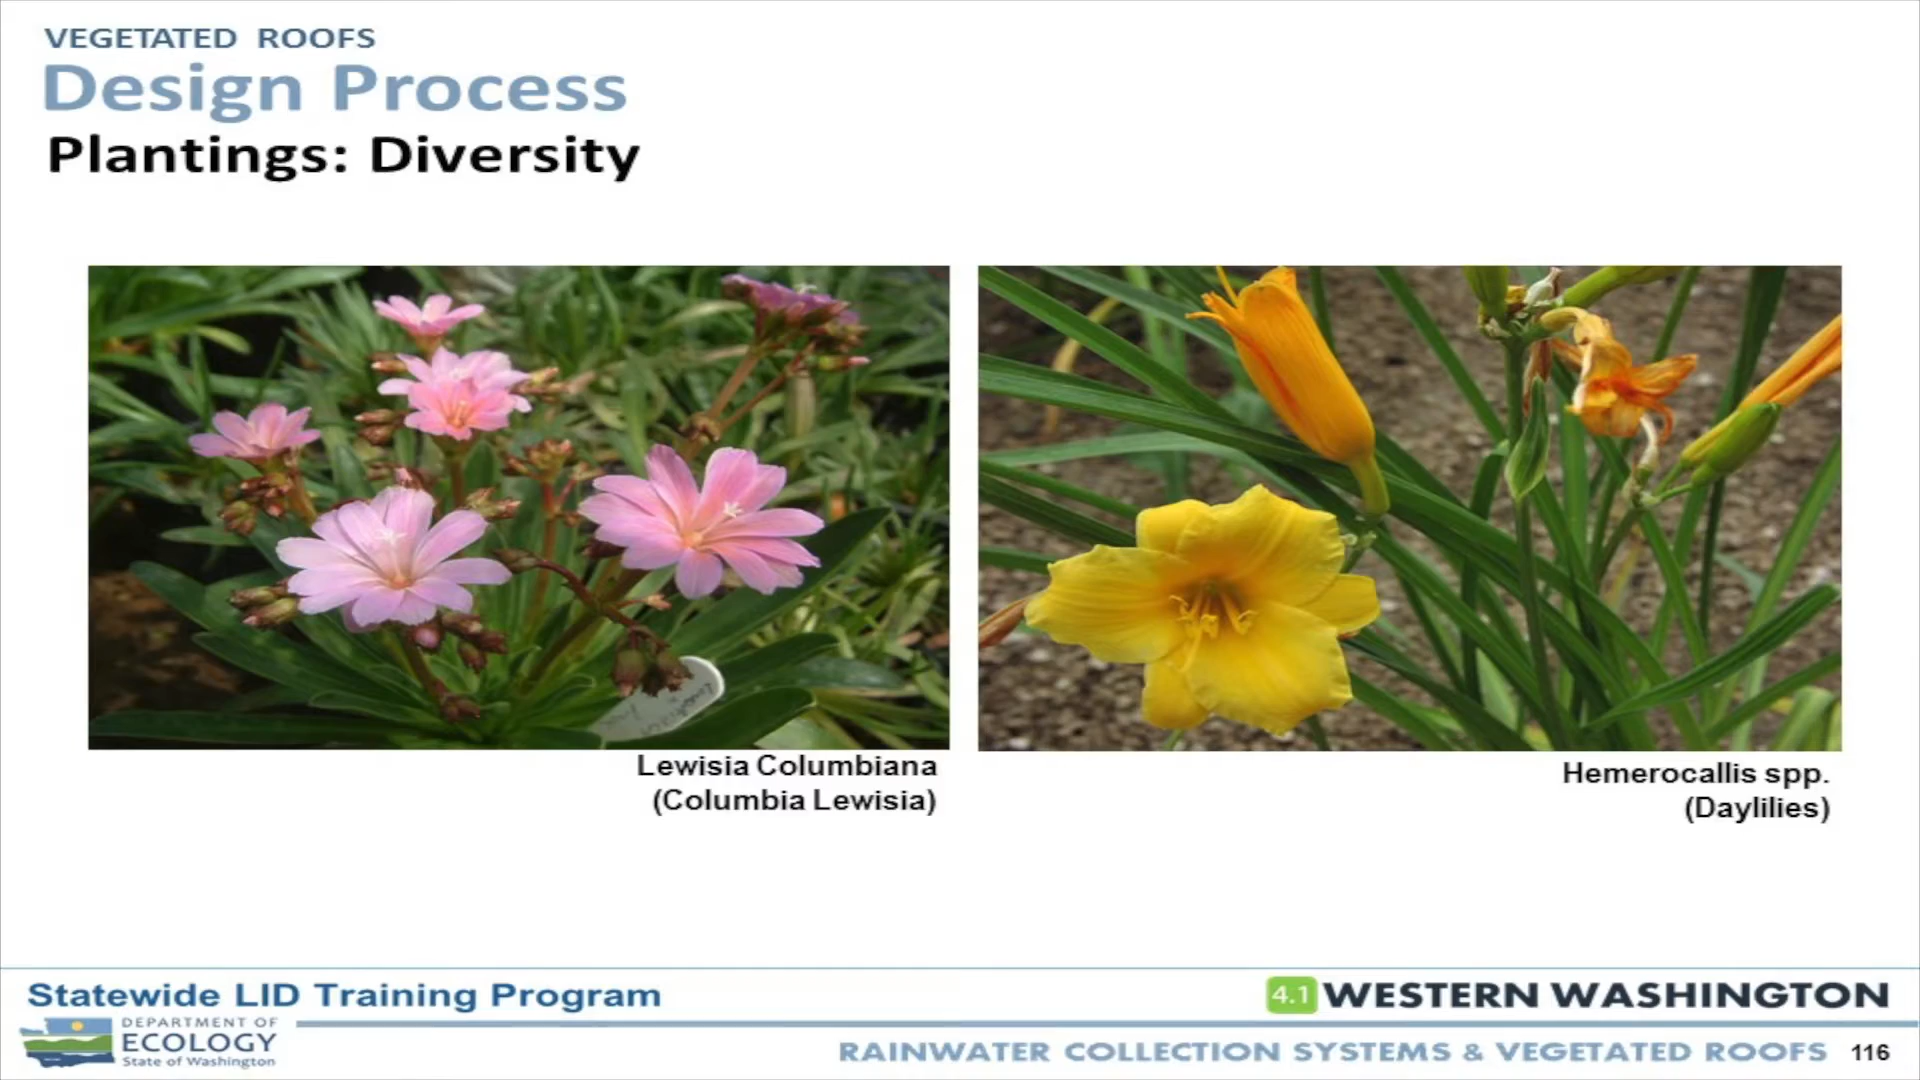 VEGETATED ROOFS
Design Process
Plantings: Diversity
Lewisia Columbiana
(Columbia Lewisia)
Hemerocallis spp.
(Daylilies)
Statewide LID Training Program
4.1 WESTERN WASHINGTON
DEPARTMENT OF
ECOLOGY
State of Washington
RAINWATER COLLECTION SYSTEMS & VEGETATED ROOFS 116